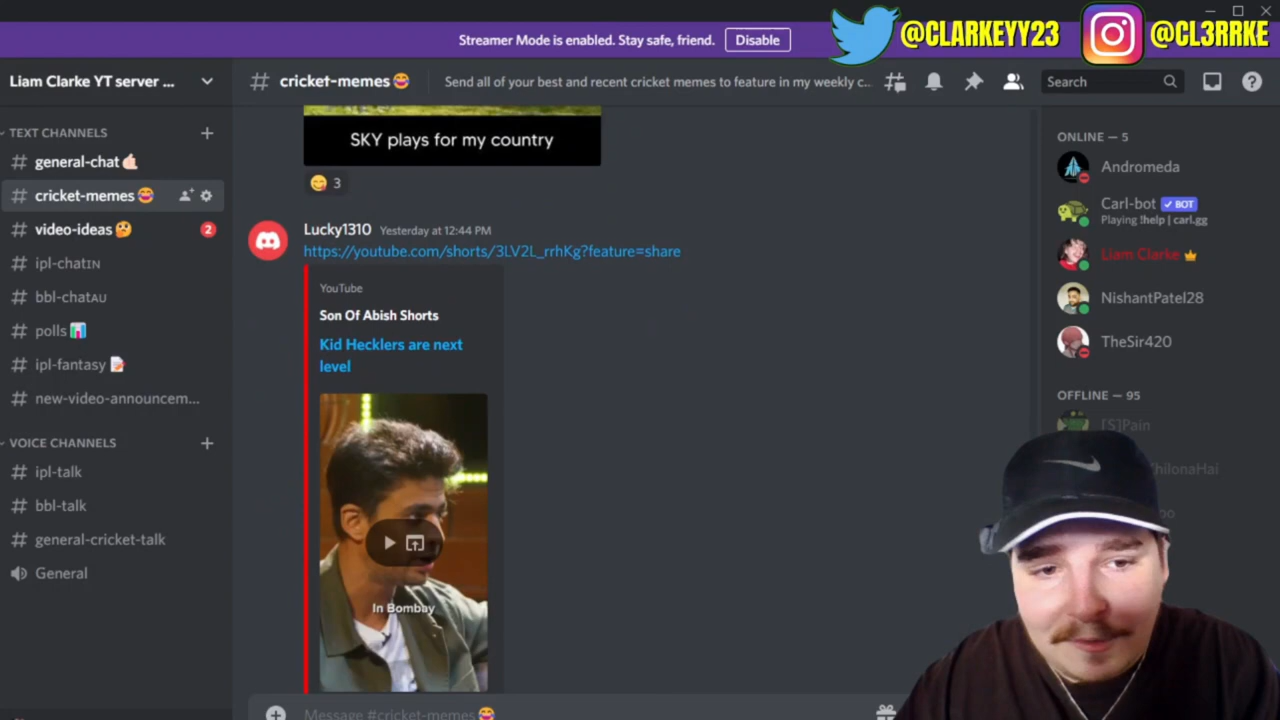 Streamer Mode is enabled. Stay safe, friend.
Disable
@CLARKEYY23
@CL3RRKE
Liam Clarke YT server ...
cricket-memes😂
Send all of your best and recent cricket memes to feature in my weekly c...
Search
TEXT CHANNELS
general-chat🤙🏻
cricket-memes😂
video-ideas🤔
2
ipl-chatIN
bbl-chatAU
polls📊
ipl-fantasy📝
new-video-announcem...
VOICE CHANNELS
ipl-talk
bbl-talk
general-cricket-talk
General
SKY plays for my country
😋 3
Lucky1310 Yesterday at 12:44 PM
https://youtube.com/shorts/3LV2L_rrhKg?feature=share
YouTube
Son Of Abish Shorts
Kid Hecklers are next
level
In Bombay
Message #cricket-memes😂
ONLINE — 5
Andromeda
Carl-bot ✓ BOT
Playing !help | carl.gg
Liam Clarke
NishantPatel28
TheSir420
OFFLINE — 95
[S]Pain